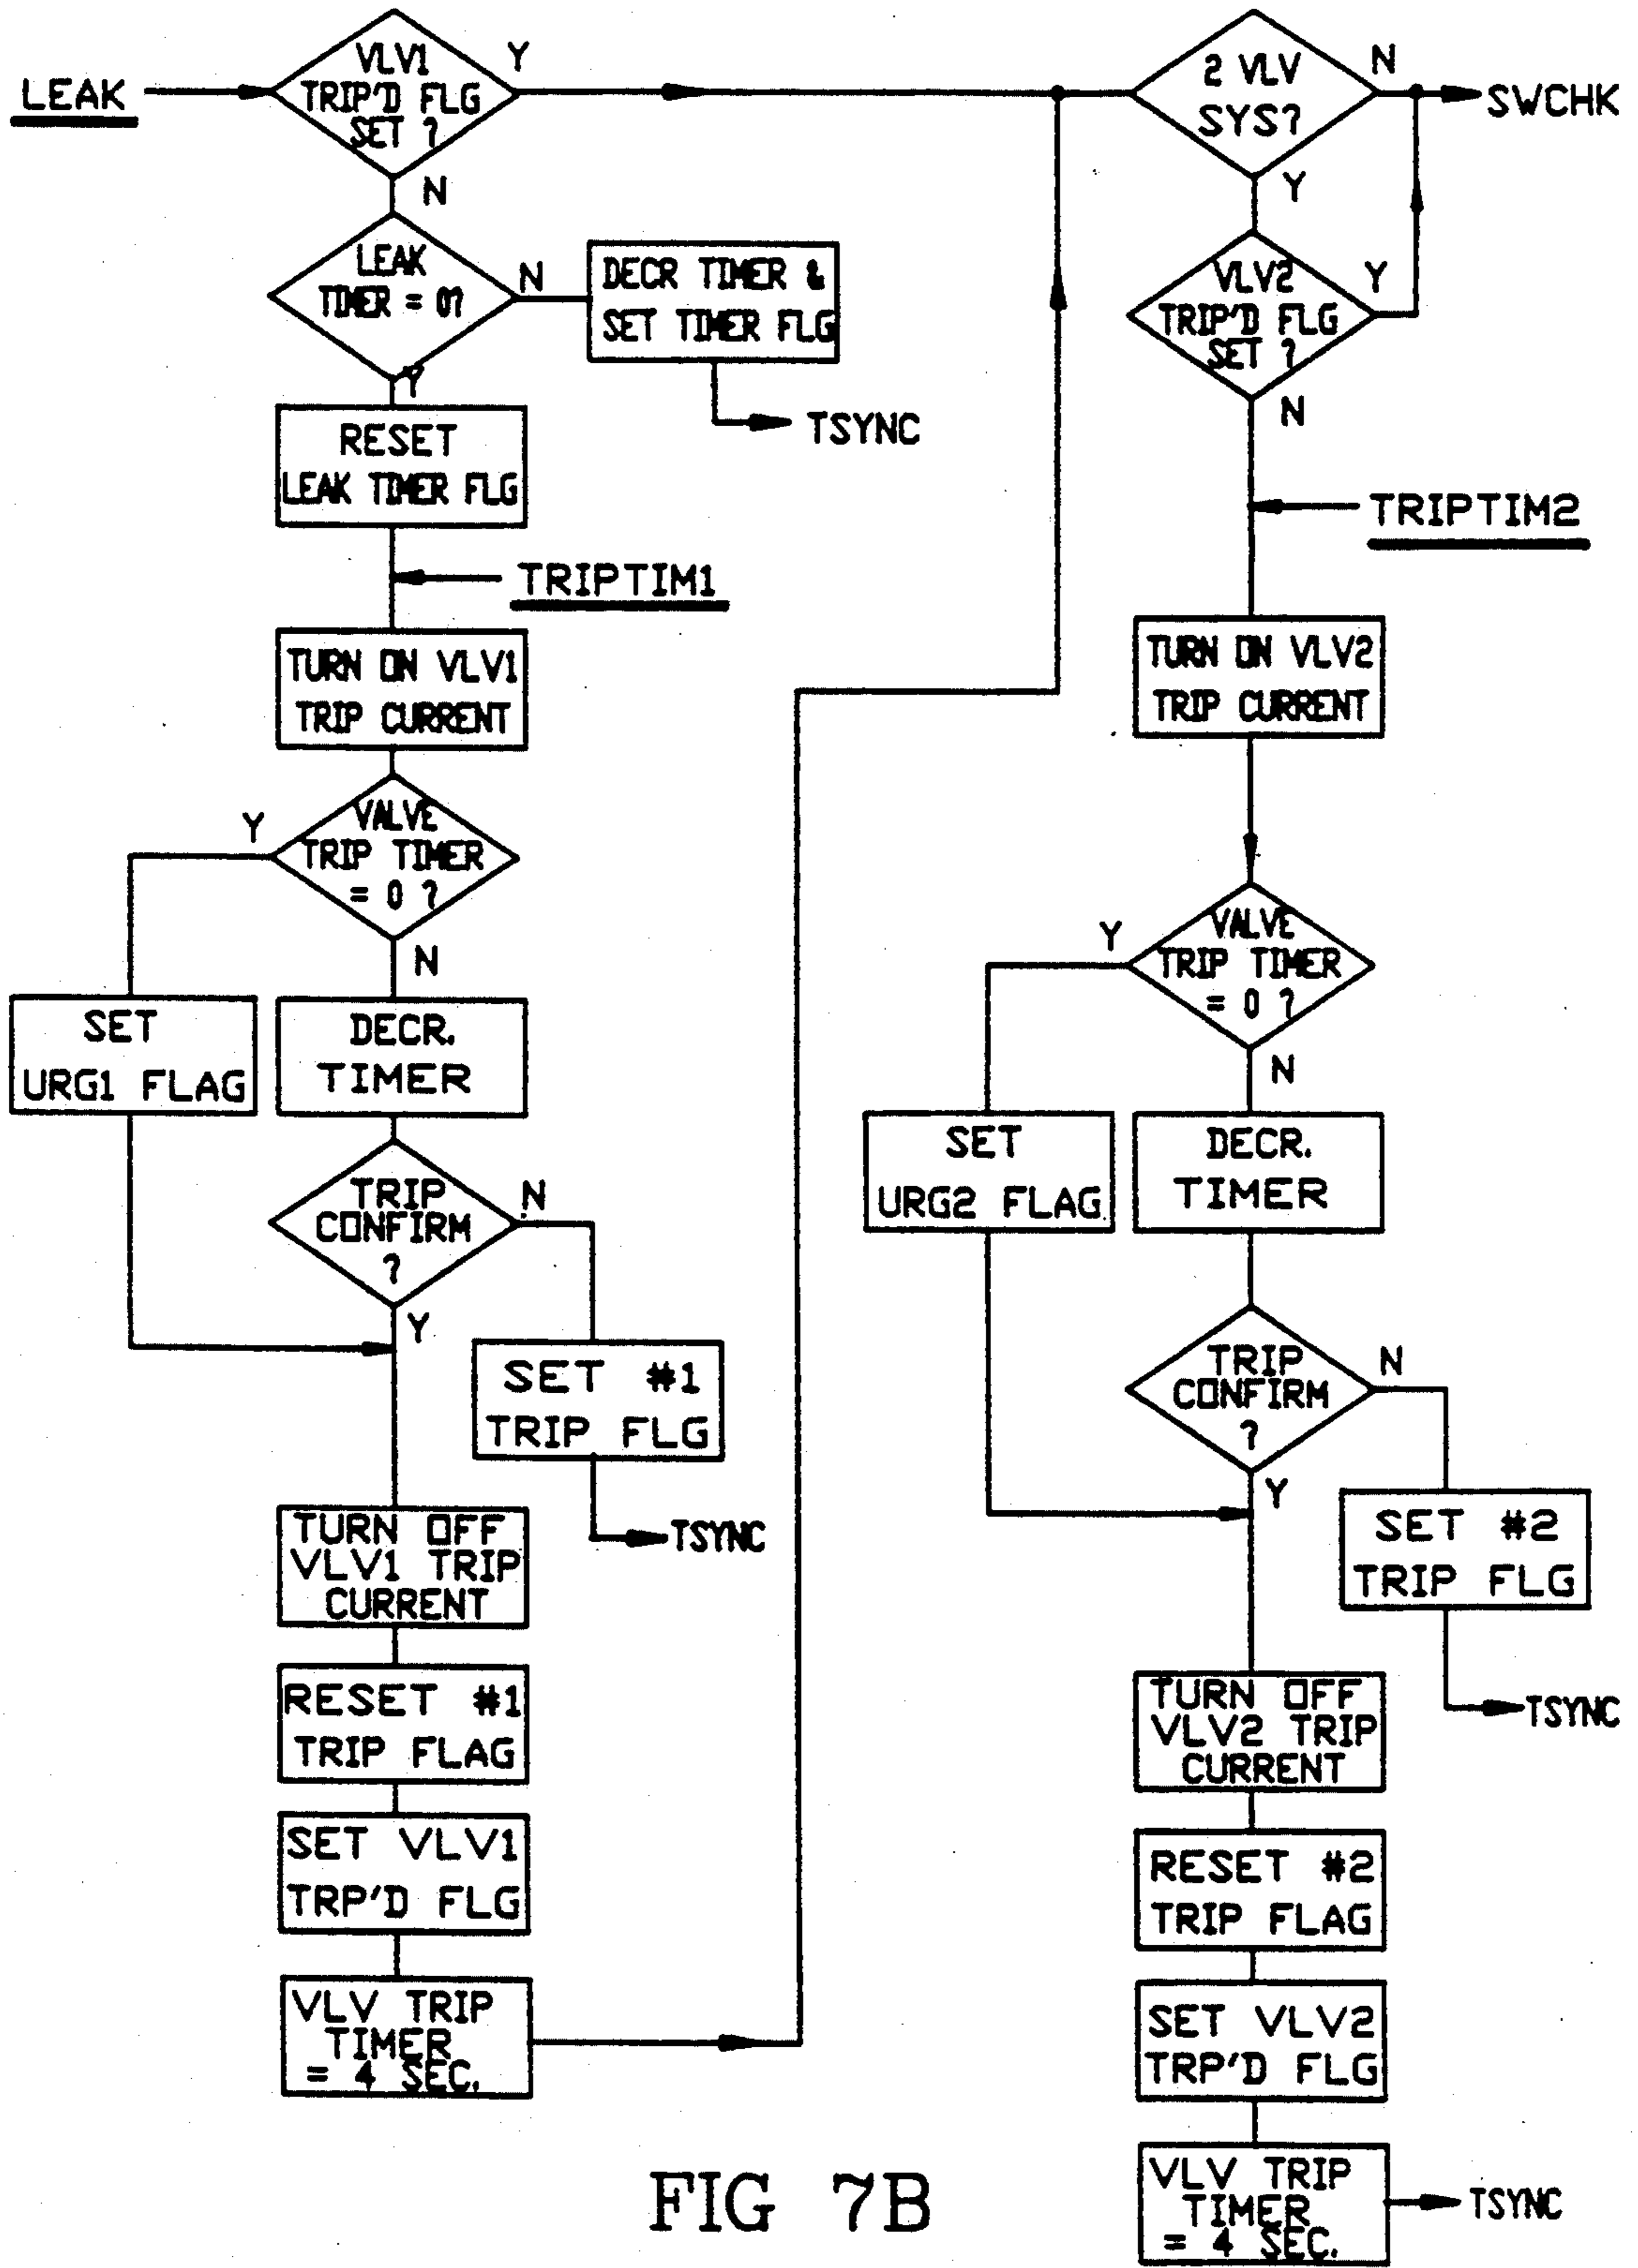 LEAK
VLV1
TRIP'D FLG
SET ?
Y
N
LEAK
TIMER = 0?
N
DECR TIMER &
SET TIMER FLG
TSYNC
Y
RESET
LEAK TIMER FLG
TRIPTIM1
TURN ON VLV1
TRIP CURRENT
VALVE
TRIP TIMER
= 0 ?
Y
N
SET
URG1 FLAG
DECR.
TIMER
TRIP
CONFIRM
?
N
Y
SET #1
TRIP FLG
TSYNC
TURN OFF
VLV1 TRIP
CURRENT
RESET #1
TRIP FLAG
SET VLV1
TRP'D FLG
VLV TRIP
TIMER
= 4 SEC.
2 VLV
SYS?
N
SWCHK
Y
VLV2
TRIP'D FLG
SET ?
Y
N
TRIPTIM2
TURN ON VLV2
TRIP CURRENT
VALVE
TRIP TIMER
= 0 ?
Y
N
SET
URG2 FLAG
DECR.
TIMER
TRIP
CONFIRM
?
N
Y
SET #2
TRIP FLG
TSYNC
TURN OFF
VLV2 TRIP
CURRENT
RESET #2
TRIP FLAG
SET VLV2
TRP'D FLG
VLV TRIP
TIMER
= 4 SEC.
TSYNC
FIG 7B